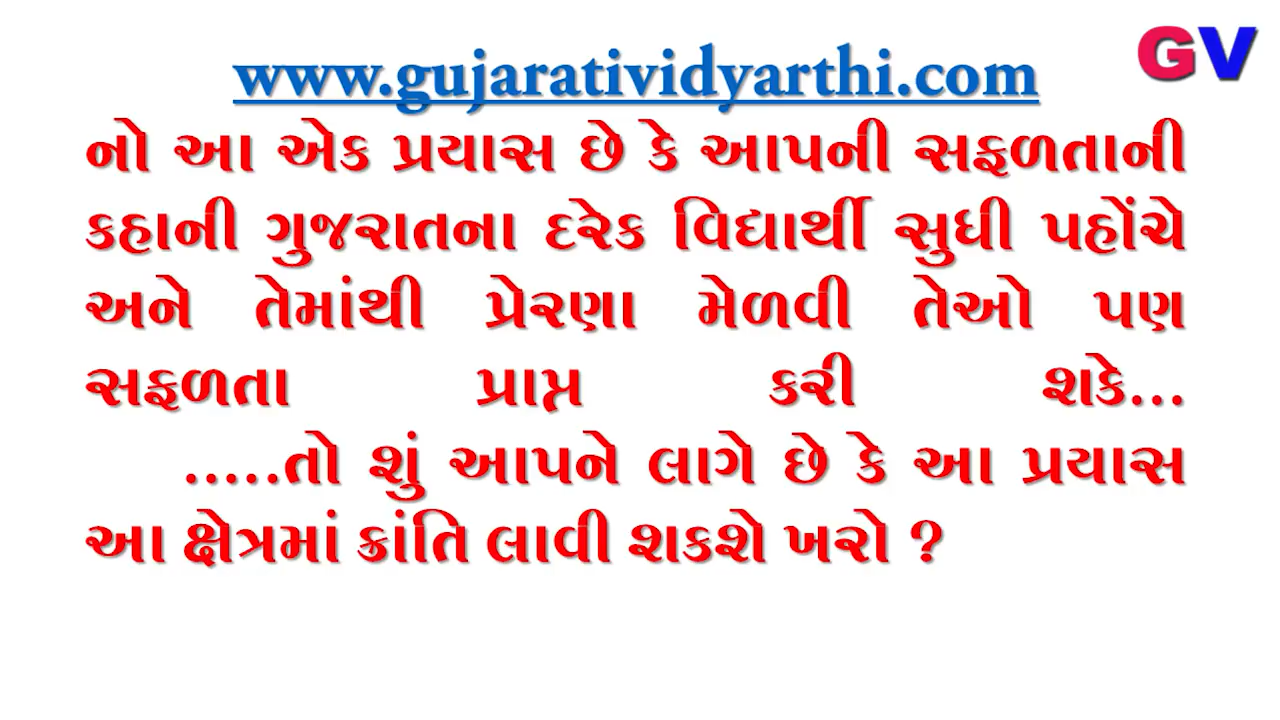 GV
www.gujaratividyarthi.com
નો આ એક પ્રયાસ છે કે આપની સફળતાની
કહાની ગુજરાતના દરેક વિદ્યાર્થી સુધી પહોંચે
અને તેમાંથી પ્રેરણા મેળવી તેઓ પણ
સફળતા પ્રાપ્ત કરી શકે...
.....તો શું આપને લાગે છે કે આ પ્રયાસ
આ ક્ષેત્રમાં ક્રાંતિ લાવી શકશે ખરો ?